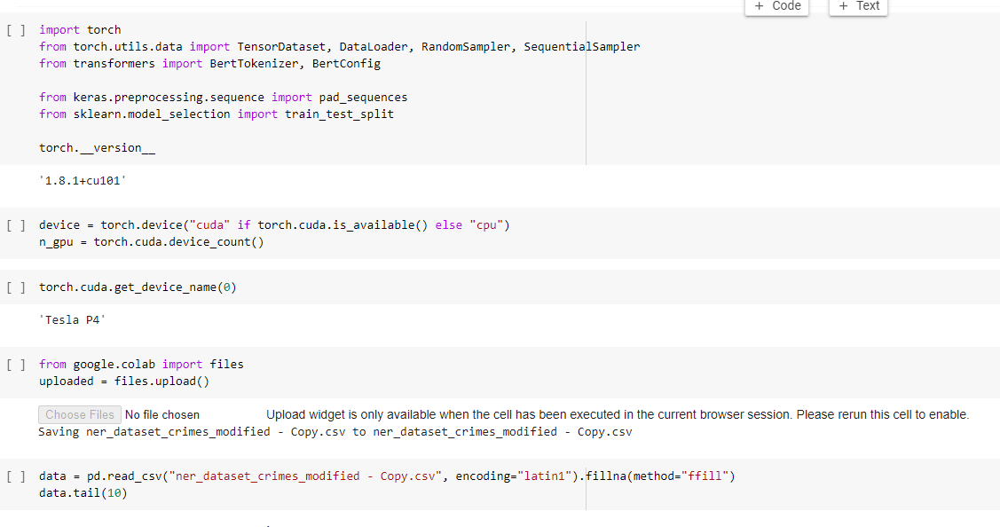 + Code + Text
[ ] import torch
from torch.utils.data import TensorDataset, DataLoader, RandomSampler, SequentialSampler
from transformers import BertTokenizer, BertConfig
from keras.preprocessing.sequence import pad_sequences
from sklearn.model_selection import train_test_split
torch.__version__
'1.8.1+cu101'
[ ] device = torch.device("cuda" if torch.cuda.is_available() else "cpu")
n_gpu = torch.cuda.device_count()
[ ] torch.cuda.get_device_name(0)
'Tesla P4'
[ ] from google.colab import files
uploaded = files.upload()
Choose Files No file chosen Upload widget is only available when the cell has been executed in the current browser session. Please rerun this cell to enable.
Saving ner_dataset_crimes_modified - Copy.csv to ner_dataset_crimes_modified - Copy.csv
[ ] data = pd.read_csv("ner_dataset_crimes_modified - Copy.csv", encoding="latin1").fillna(method="ffill")
data.tail(10)